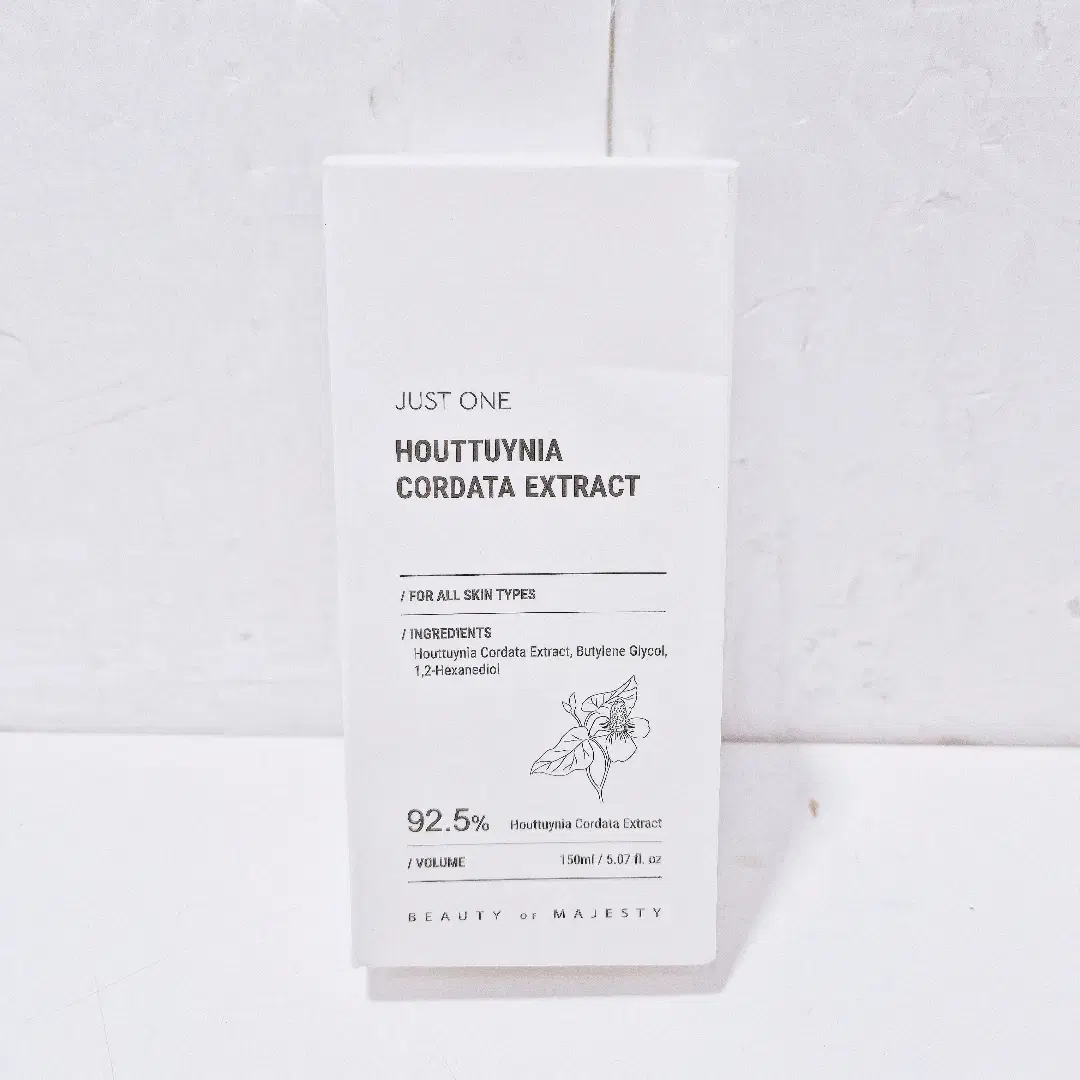 JUST ONE
HOUTTUYNIA
CORDATA EXTRACT
/ FOR ALL SKIN TYPES
/ INGREDIENTS
Houttuynia Cordata Extract, Butylene Glycol,
1,2-Hexanediol
92.5% Houttuynia Cordata Extract
/ VOLUME 150ml / 5.07 fl. oz
BEAUTY OF MAJESTY